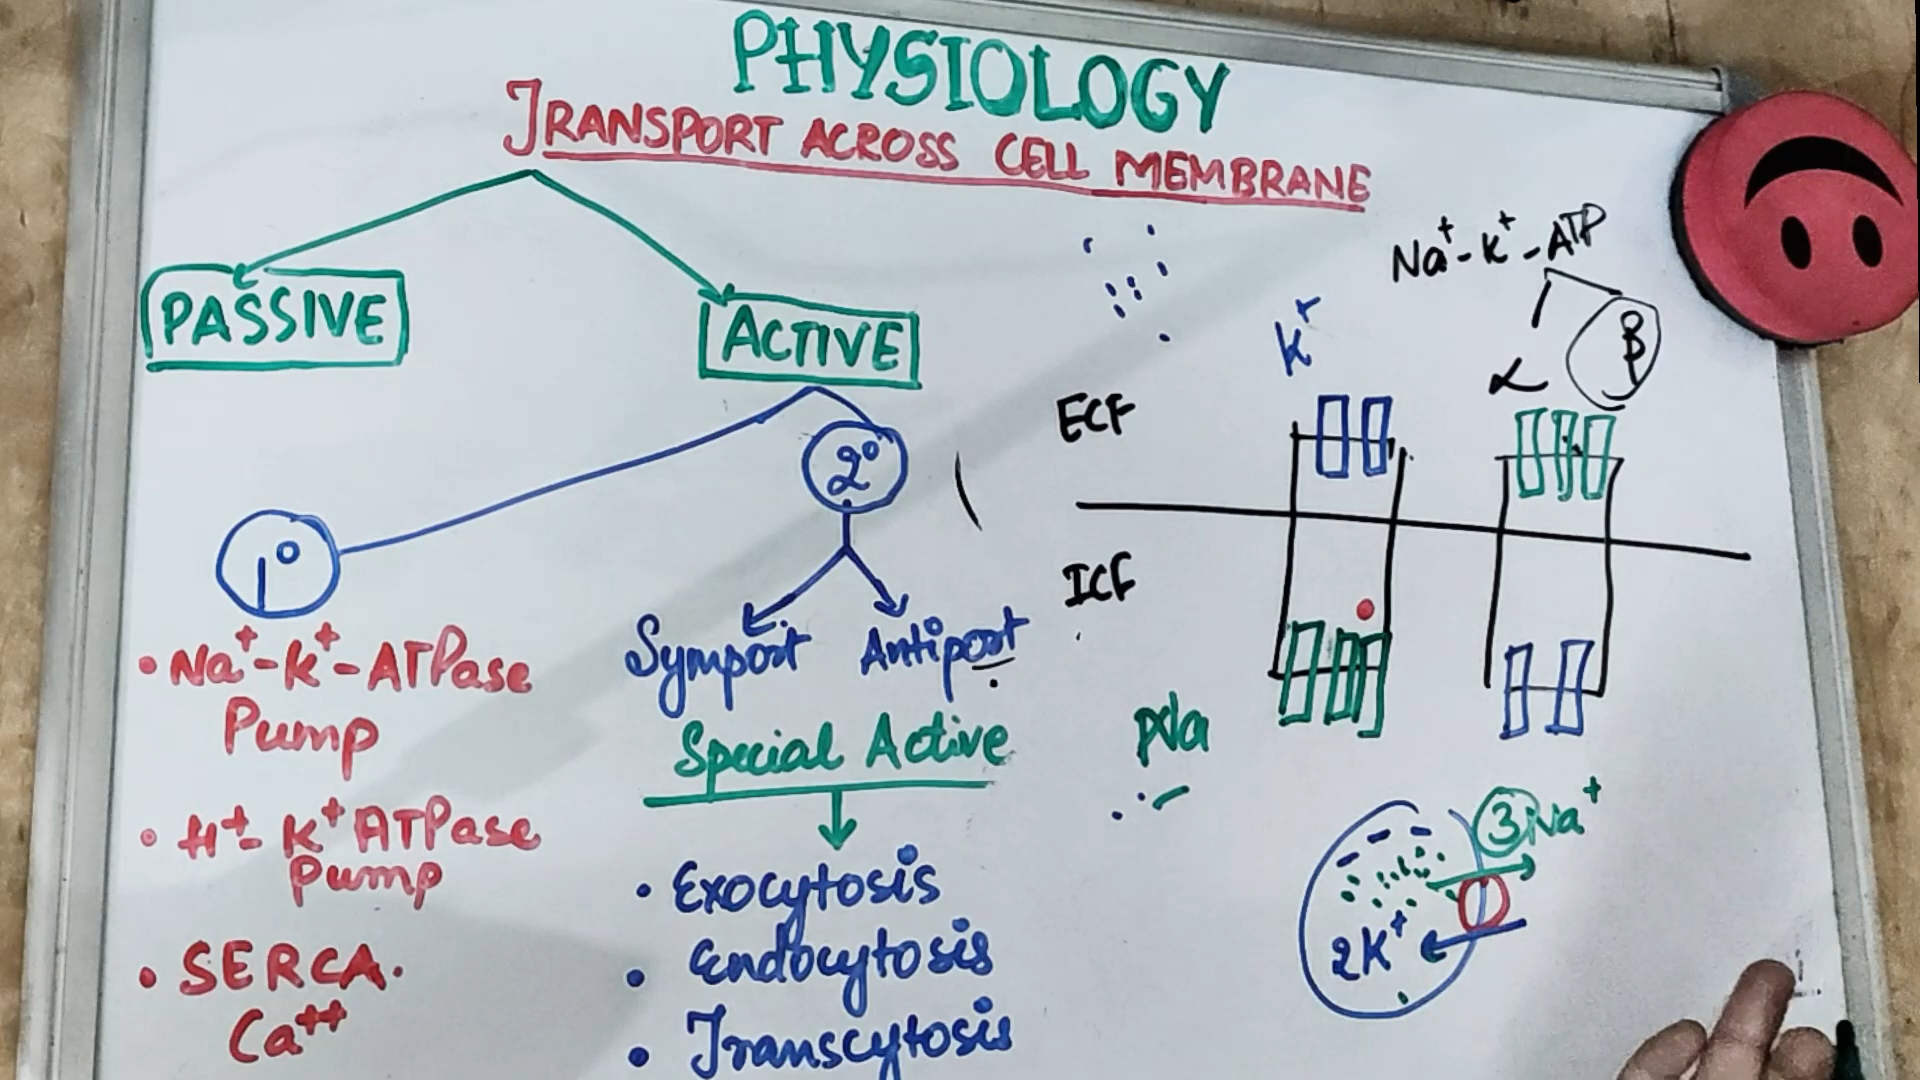 PHYSIOLOGY
TRANSPORT ACROSS CELL MEMBRANE
PASSIVE
ACTIVE
1°
2°
• Na⁺-K⁺-ATPase
Pump
• H⁺-K⁺ATPase
Pump
• SERCA.
Ca⁺⁺
Symport
Antiport
Special Active
• Exocytosis
• Endocytosis
• Transcytosis
Na⁺-K⁺-ATP
α
β
K⁺
ECF
ICF
3Na⁺
2K⁺